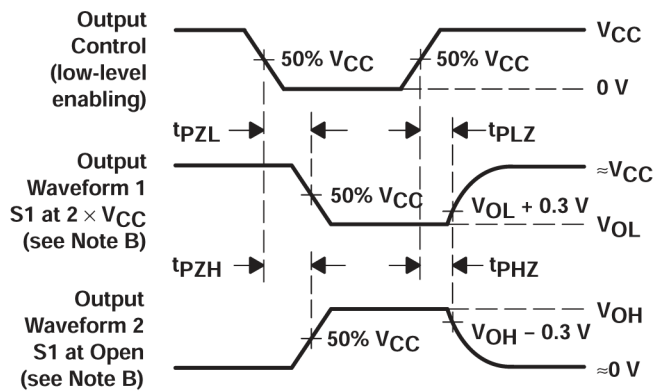 Output
Control
(low-level
enabling)
50% VCC
50% VCC
VCC
0 V
tPZL
tPLZ
Output
Waveform 1
S1 at 2 × VCC
(see Note B)
50% VCC
≈VCC
VOL + 0.3 V
VOL
tPZH
tPHZ
Output
Waveform 2
S1 at Open
(see Note B)
50% VCC
VOH
VOH − 0.3 V
≈0 V